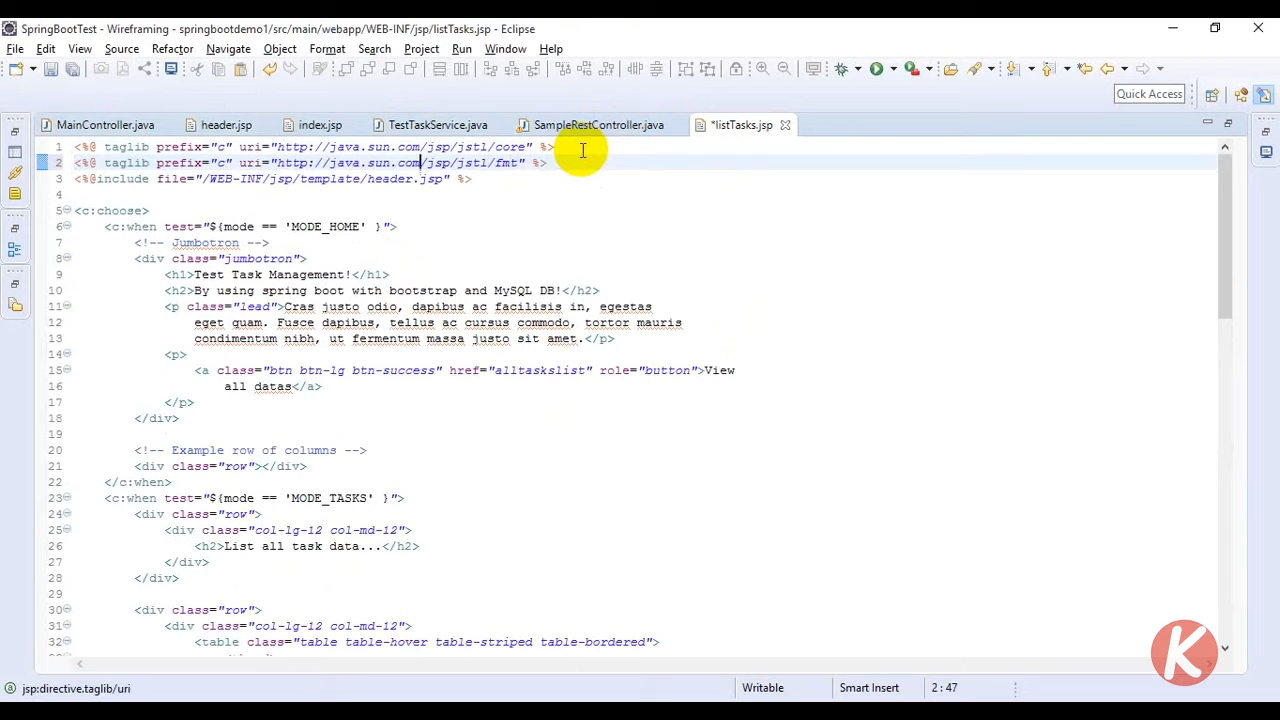 SpringBootTest - Wireframing - springbootdemo1/src/main/webapp/WEB-INF/jsp/listTasks.jsp - Eclipse
File Edit Source Refactor Navigate Object Format Search Project Run Window Help
Quick Access
MainController.java header.jsp index.jsp TestTaskService.java SampleRestController.java *listTasks.jsp
1 <%@ taglib prefix="c" uri="http://java.sun.com/jsp/jstl/core" %>
2 <%@ taglib prefix="c" uri="http://java.sun.com/jsp/jstl/fmt" %>
3 <%@include file="/WEB-INF/jsp/template/header.jsp" %>
4
5 <c:choose>
6 <c:when test="${mode == 'MODE_HOME' }">
7 <!-- Jumbotron -->
8 <div class="jumbotron">
9 <h1>Test Task Management!</h1>
10 <h2>By using spring boot with bootstrap and MySQL DB!</h2>
11 <p class="lead">Cras justo odio, dapibus ac facilisis in, egestas
12 eget quam. Fusce dapibus, tellus ac cursus commodo, tortor mauris
13 condimentum nibh, ut fermentum massa justo sit amet.</p>
14 <p>
15 <a class="btn btn-lg btn-success" href="alltaskslist" role="button">View
16 all datas</a>
17 </p>
18 </div>
19
20 <!-- Example row of columns -->
21 <div class="row"></div>
22 </c:when>
23 <c:when test="${mode == 'MODE_TASKS' }">
24 <div class="row">
25 <div class="col-lg-12 col-md-12">
26 <h2>List all task data...</h2>
27 </div>
28 </div>
29
30 <div class="row">
31 <div class="col-lg-12 col-md-12">
32 <table class="table table-hover table-striped table-bordered">
K
jsp:directive.taglib/uri Writable Smart Insert 2 : 47